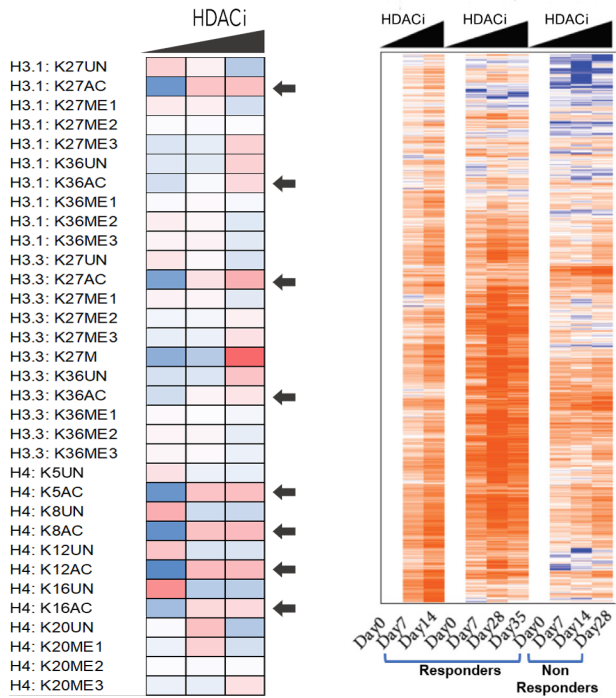 HDACi
H3.1: K27UN
H3.1: K27AC
H3.1: K27ME1
H3.1: K27ME2
H3.1: K27ME3
H3.1: K36UN
H3.1: K36AC
H3.1: K36ME1
H3.1: K36ME2
H3.1: K36ME3
H3.3: K27UN
H3.3: K27AC
H3.3: K27ME1
H3.3: K27ME2
H3.3: K27ME3
H3.3: K27M
H3.3: K36UN
H3.3: K36AC
H3.3: K36ME1
H3.3: K36ME2
H3.3: K36ME3
H4: K5UN
H4: K5AC
H4: K8UN
H4: K8AC
H4: K12UN
H4: K12AC
H4: K16UN
H4: K16AC
H4: K20UN
H4: K20ME1
H4: K20ME2
H4: K20ME3
HDACi HDACi HDACi
Day0 Day7 Day14 Day0 Day7 Day28 Day35 Day0 Day7 Day14 Day28
Responders
Non
Responders